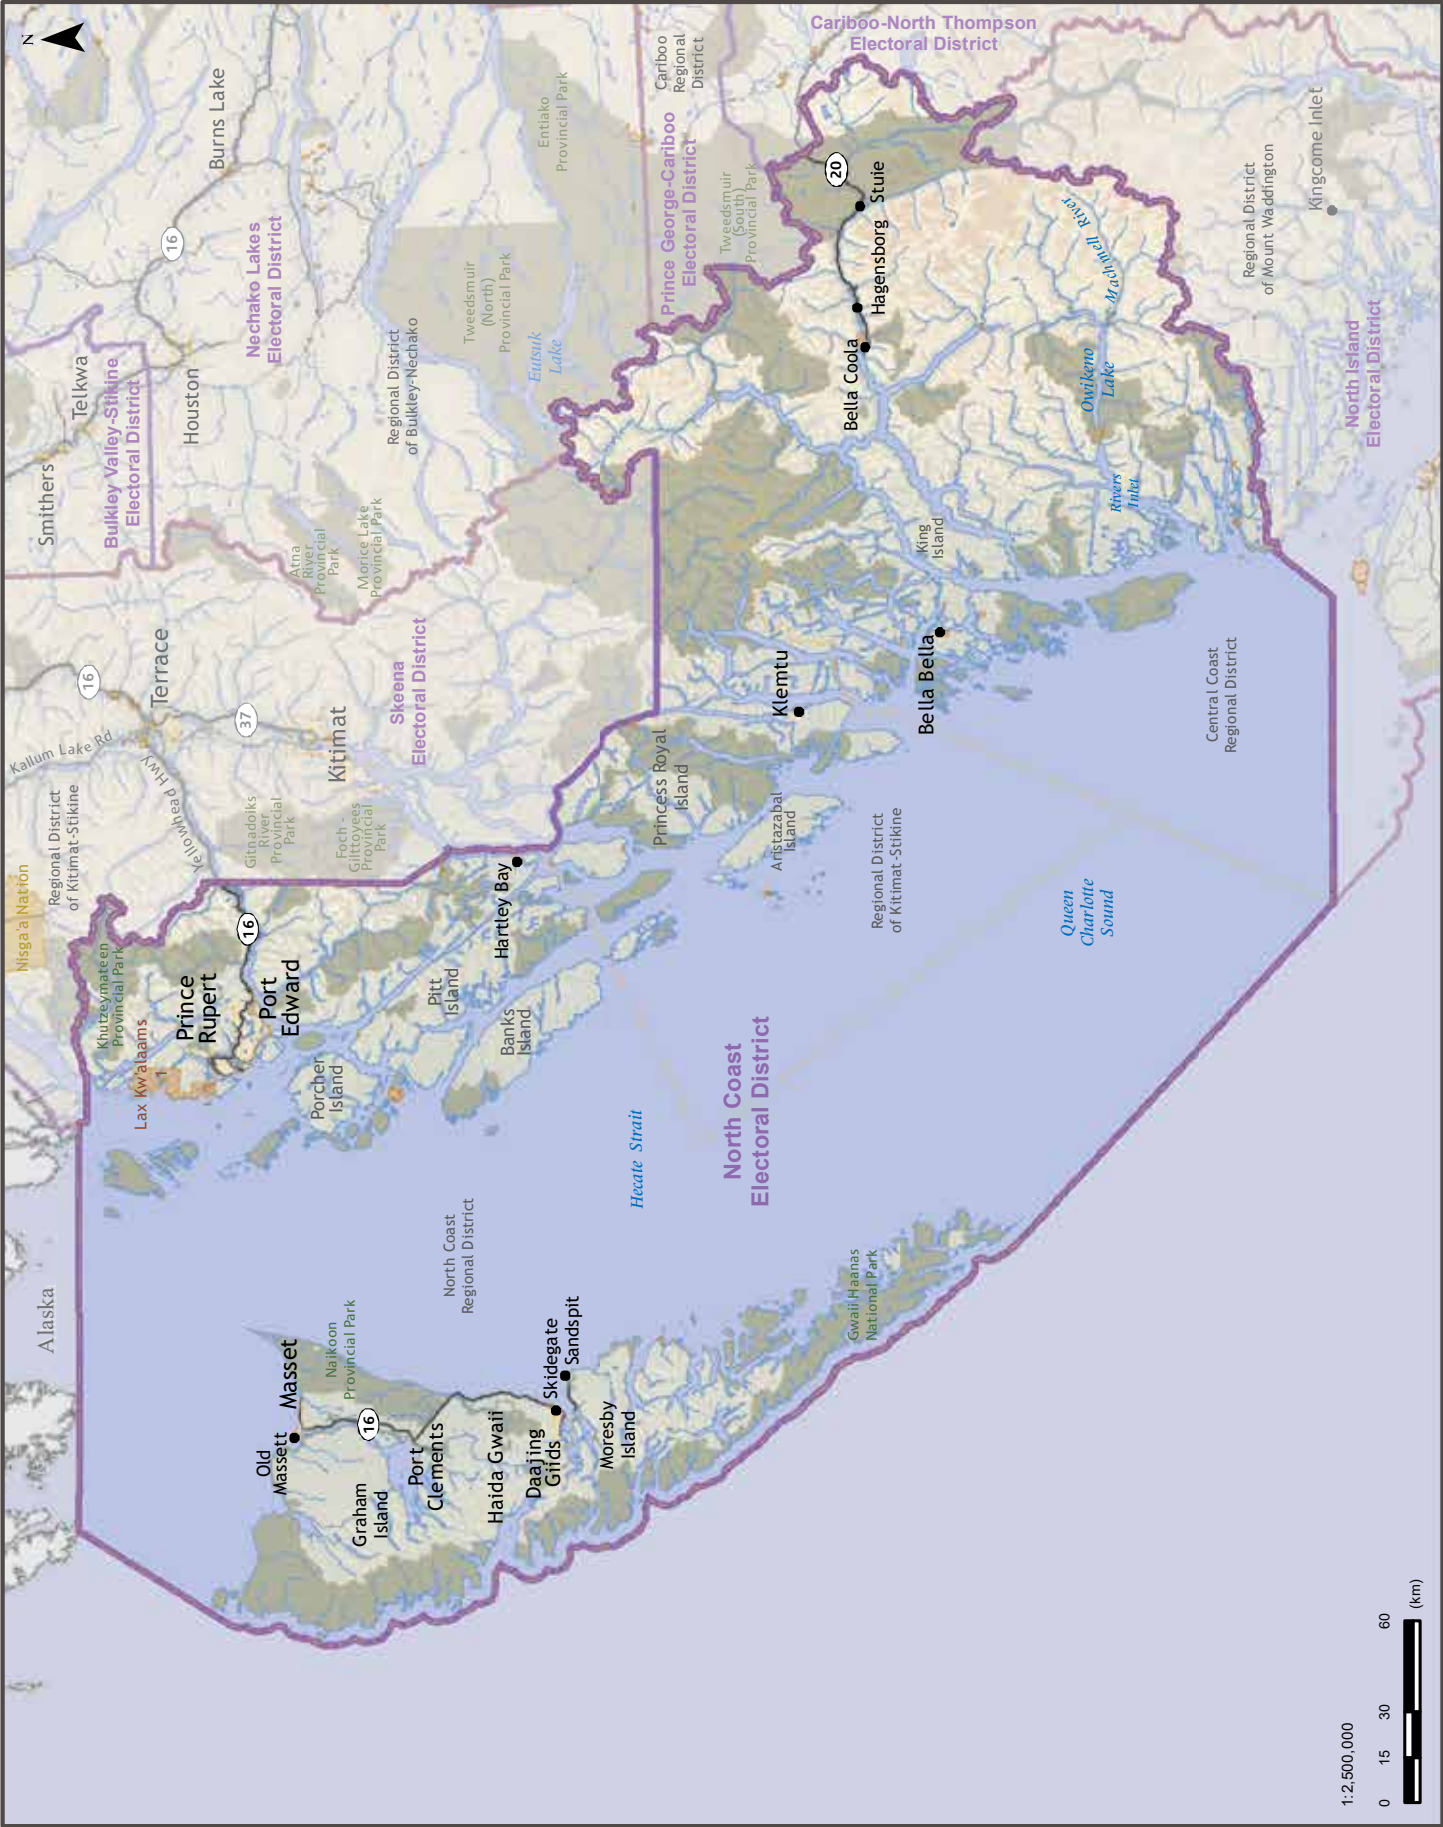 N
Alaska
Nisga'a Nation
Regional District
of Kitimat-Stikine
Kallum Lake Rd
16
Terrace
Yellowhead Hwy
37
Kitimat
Gitnadoiks
River
Provincial
Park
Foch -
Gilttoyees
Provincial
Park
Skeena
Electoral District
Smithers
Telkwa
Bulkley Valley-Stikine
Electoral District
Houston
16
Burns Lake
Nechako Lakes
Electoral District
Atna
River
Provincial
Park
Morice Lake
Provincial Park
Regional District
of Bulkley-Nechako
Tweedsmuir
(North)
Provincial Park
Eutsuk
Lake
Entiako
Provincial Park
Prince George-Cariboo
Electoral District
Cariboo
Regional
District
Tweedsmuir
(South)
Provincial Park
Cariboo-North Thompson
Electoral District
Khutzeymateen
Provincial Park
Lax Kw'alaams
1
Prince
Rupert
16
Port
Edward
Porcher
Island
Pitt
Island
Banks
Island
Hartley Bay
Old
Massett
Masset
Naikoon
Provincial Park
16
Graham
Island
Port
Clements
Haida Gwaii
Daajing
Giids
Skidegate
Sandspit
Moresby
Island
North Coast
Regional District
Hecate Strait
North Coast
Electoral District
Gwaii Haanas
National Park
Princess Royal
Island
Aristazabal
Island
Klemtu
Regional District
of Kitimat-Stikine
Bella Bella
King
Island
Bella Coola
Hagensborg
20
Stuie
Machmell River
Owikeno
Lake
Rivers
Inlet
Queen
Charlotte
Sound
Central Coast
Regional District
Regional District
of Mount Waddington
Kingcome Inlet
North Island
Electoral District
1:2,500,000
0 15 30 60
(km)